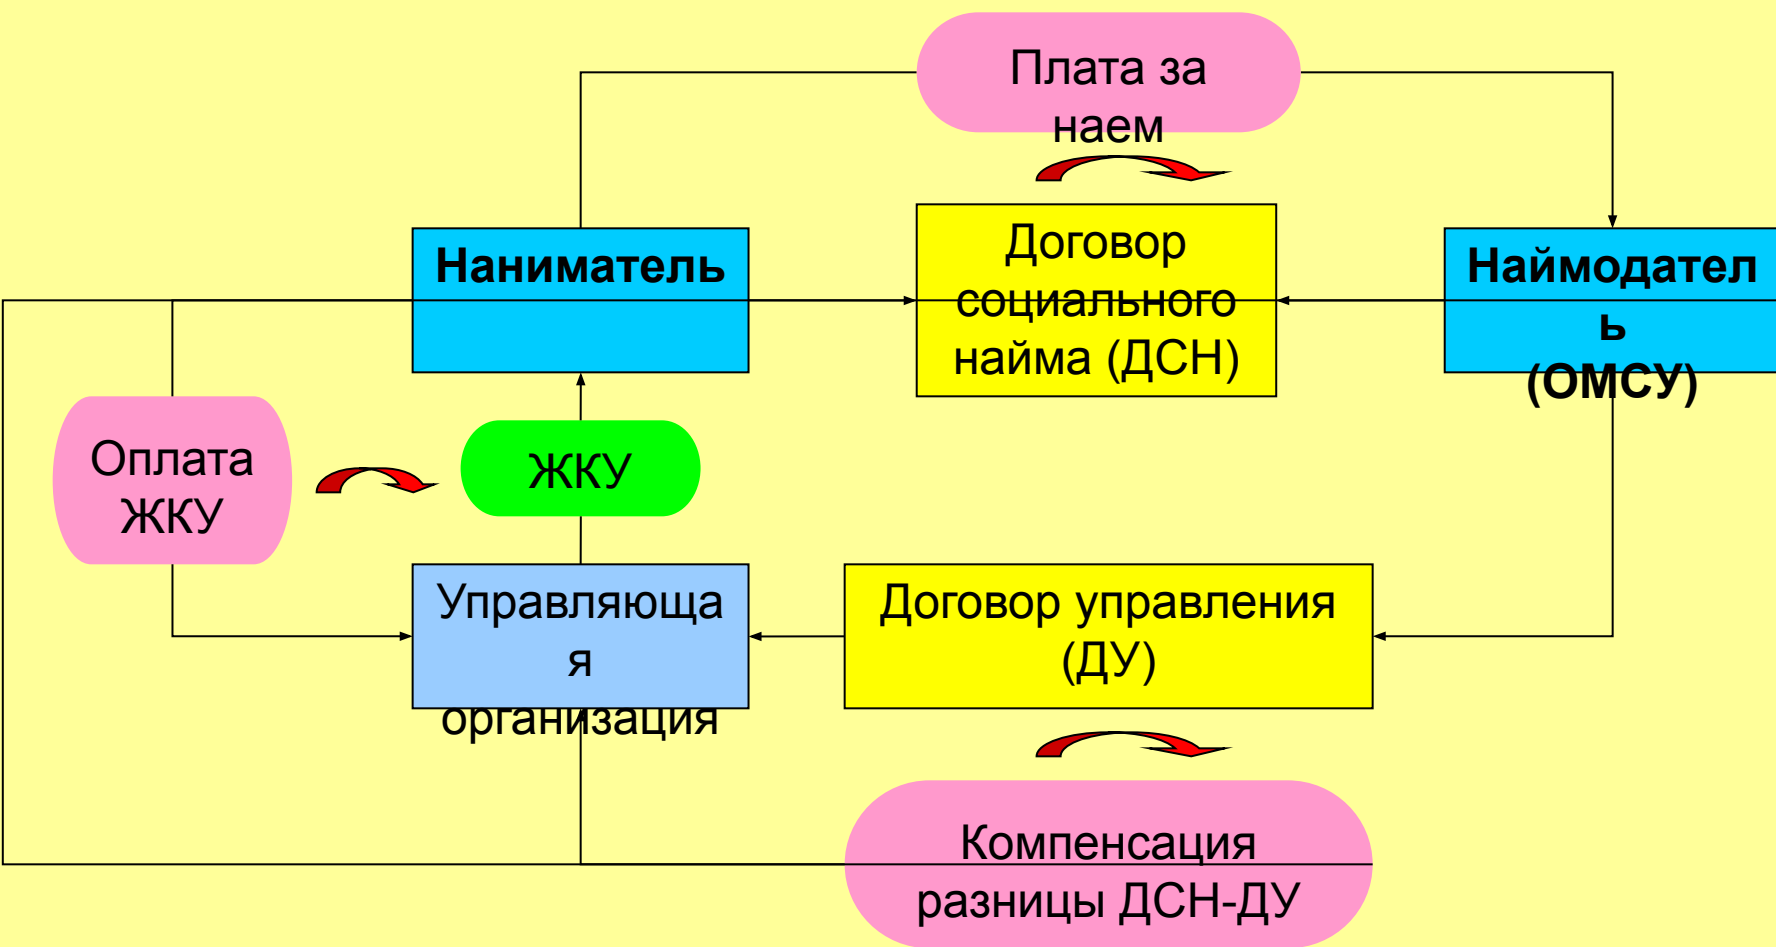 Плата за
наем
Наниматель
Договор
социального
найма (ДСН)
Наймодател
ь
(ОМСУ)
Оплата
ЖКУ
ЖКУ
Управляюща
я
организация
Договор управления
(ДУ)
Компенсация
разницы ДСН-ДУ